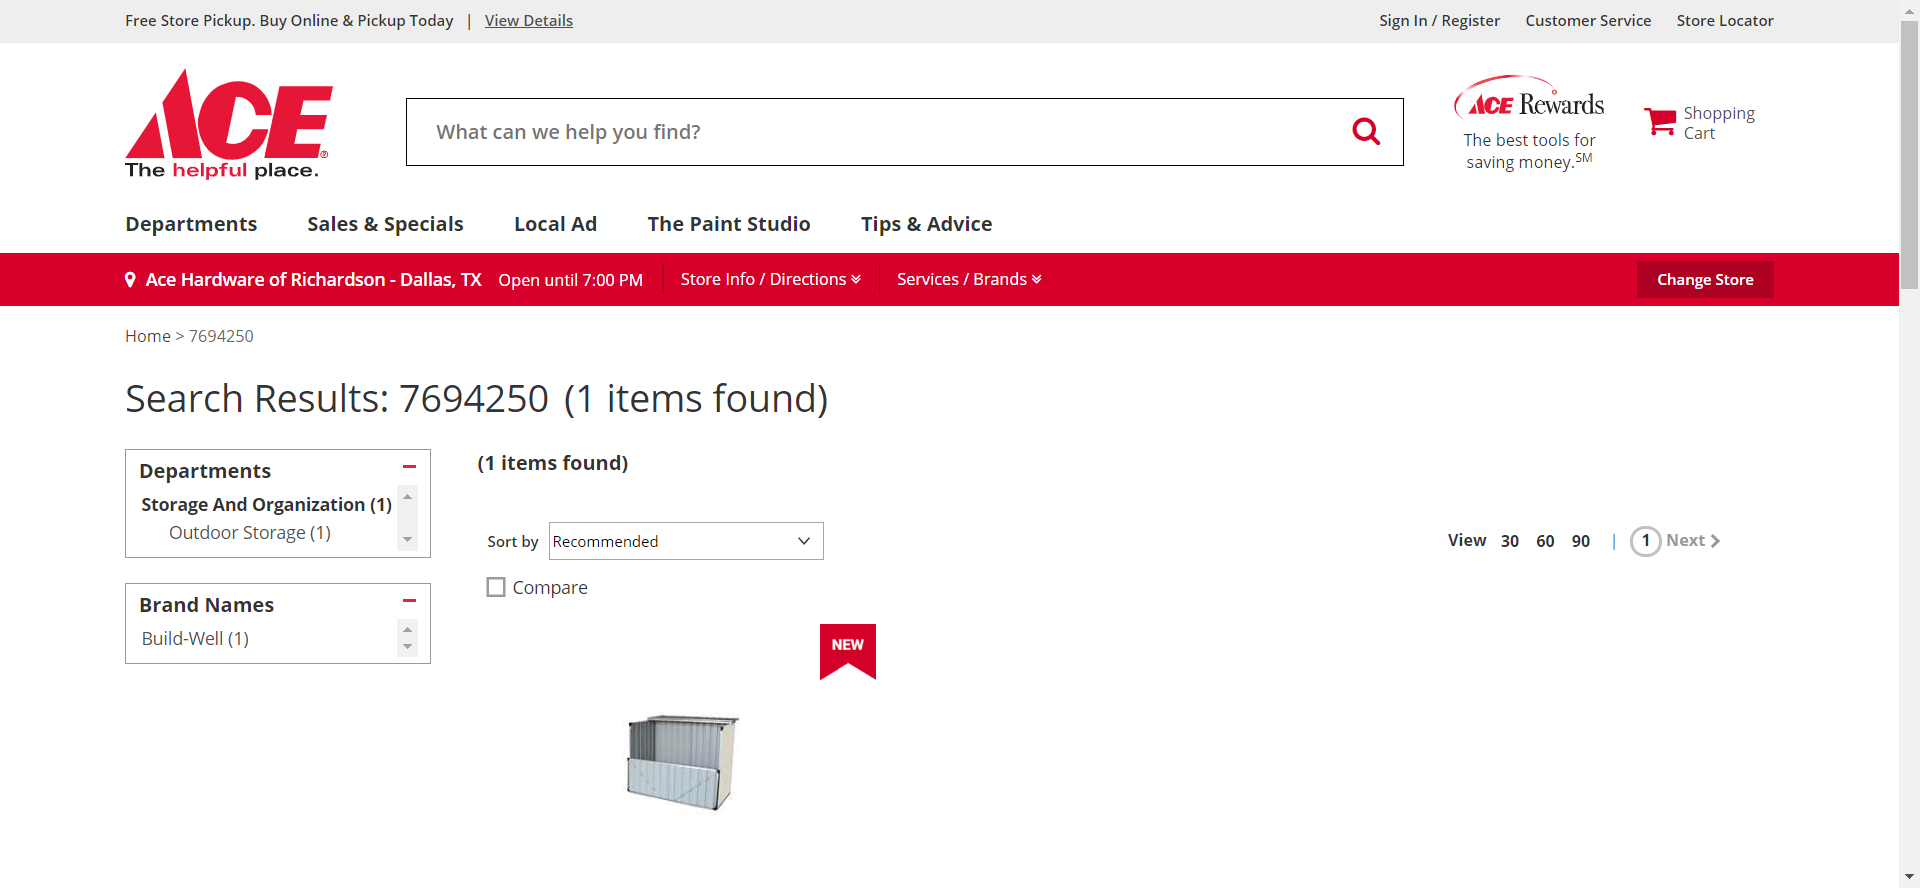 Free Store Pickup. Buy Online & Pickup Today | View Details
Sign In / Register Customer Service Store Locator
ACE®
The helpful place.
What can we help you find?
ACE Rewards
The best tools for
saving money.SM
Shopping
Cart
Departments Sales & Specials Local Ad The Paint Studio Tips & Advice
Ace Hardware of Richardson - Dallas, TX Open until 7:00 PM Store Info / Directions Services / Brands Change Store
Home > 7694250
Search Results: 7694250 (1 items found)
Departments
Storage And Organization (1)
Outdoor Storage (1)
Brand Names
Build-Well (1)
(1 items found)
Sort by Recommended
View 30 60 90 | 1 Next
Compare
NEW